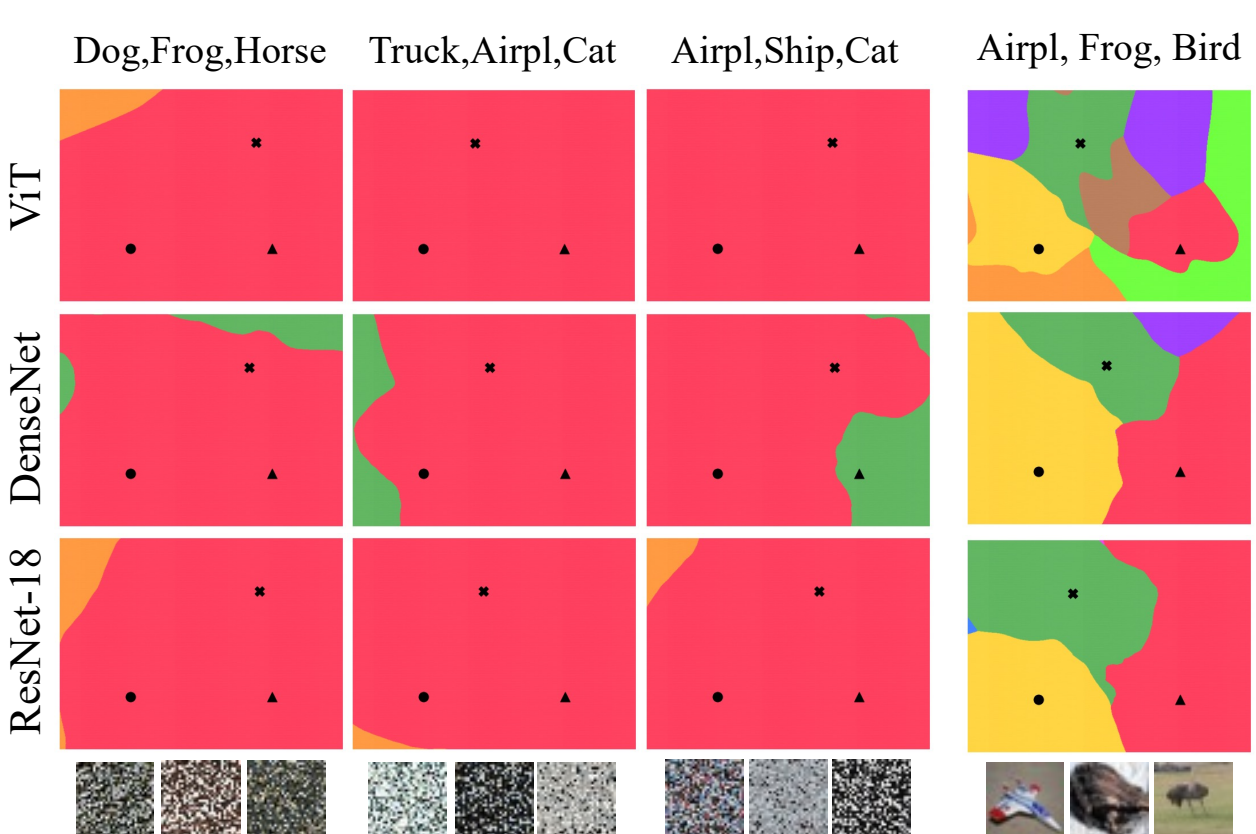 Dog,Frog,Horse
Truck,Airpl,Cat
Airpl,Ship,Cat
Airpl, Frog, Bird
ViT
DenseNet
ResNet-18